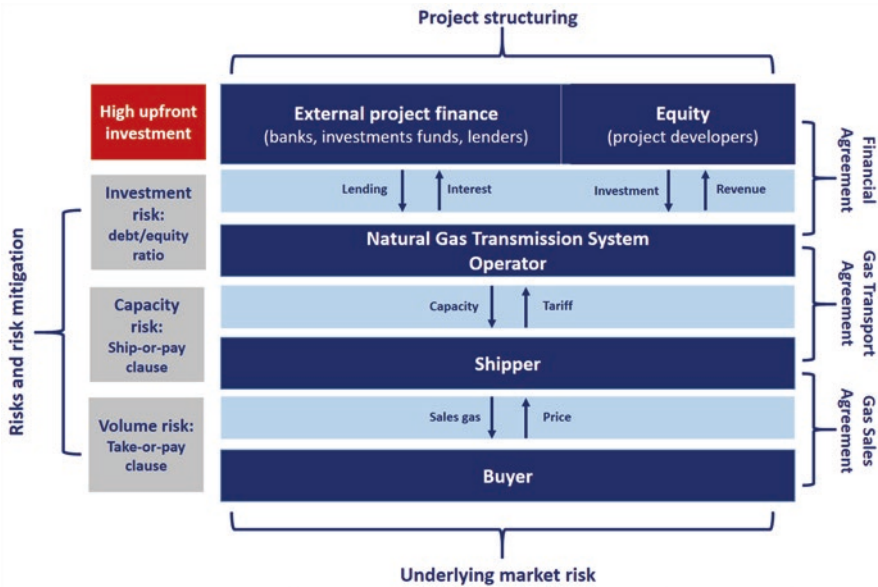 Project structuring
High upfront
investment
External project finance
(banks, investments funds, lenders)
Equity
(project developers)
Financial
Agreement
Investment
risk:
debt/equity
ratio
Lending
Interest
Investment
Revenue
Natural Gas Transmission System
Operator
Gas Transport
Agreement
Risks and risk mitigation
Capacity
risk:
Ship-or-pay
clause
Capacity
Tariff
Shipper
Gas Sales
Agreement
Volume risk:
Take-or-pay
clause
Sales gas
Price
Buyer
Underlying market risk